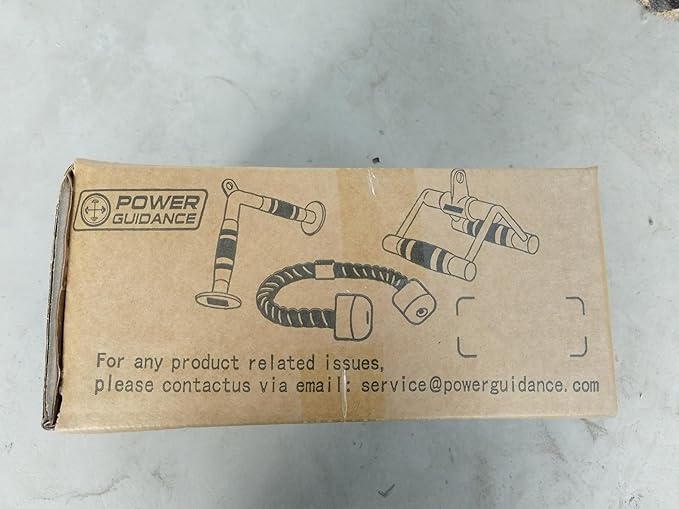 POWER
GUIDANCE
For any product related issues,
please contactus via email: service@powerguidance.com